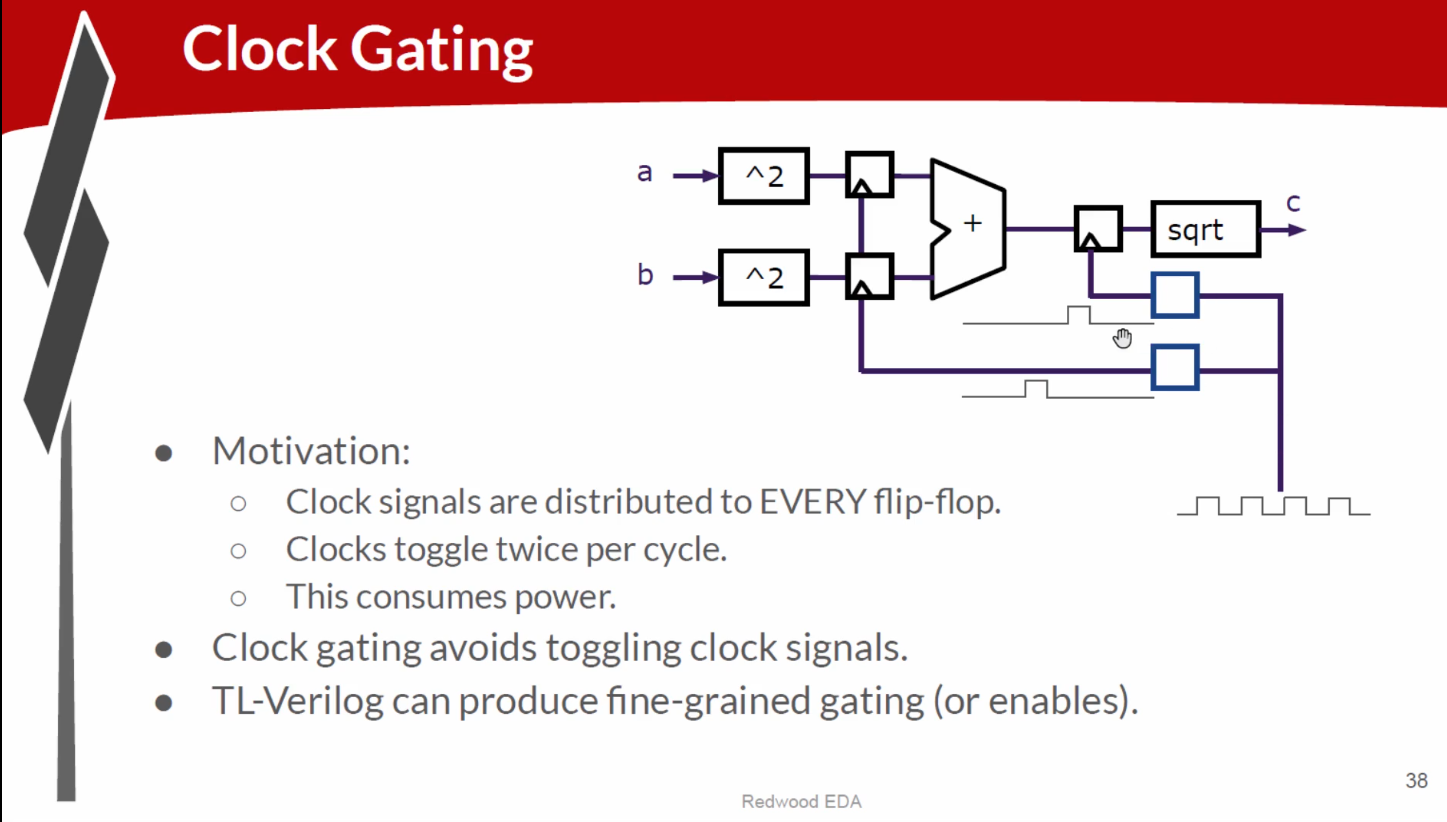 Clock Gating
a
^2
+
c
sqrt
b
^2
● Motivation:
○ Clock signals are distributed to EVERY flip-flop.
○ Clocks toggle twice per cycle.
○ This consumes power.
● Clock gating avoids toggling clock signals.
● TL-Verilog can produce fine-grained gating (or enables).
38
Redwood EDA